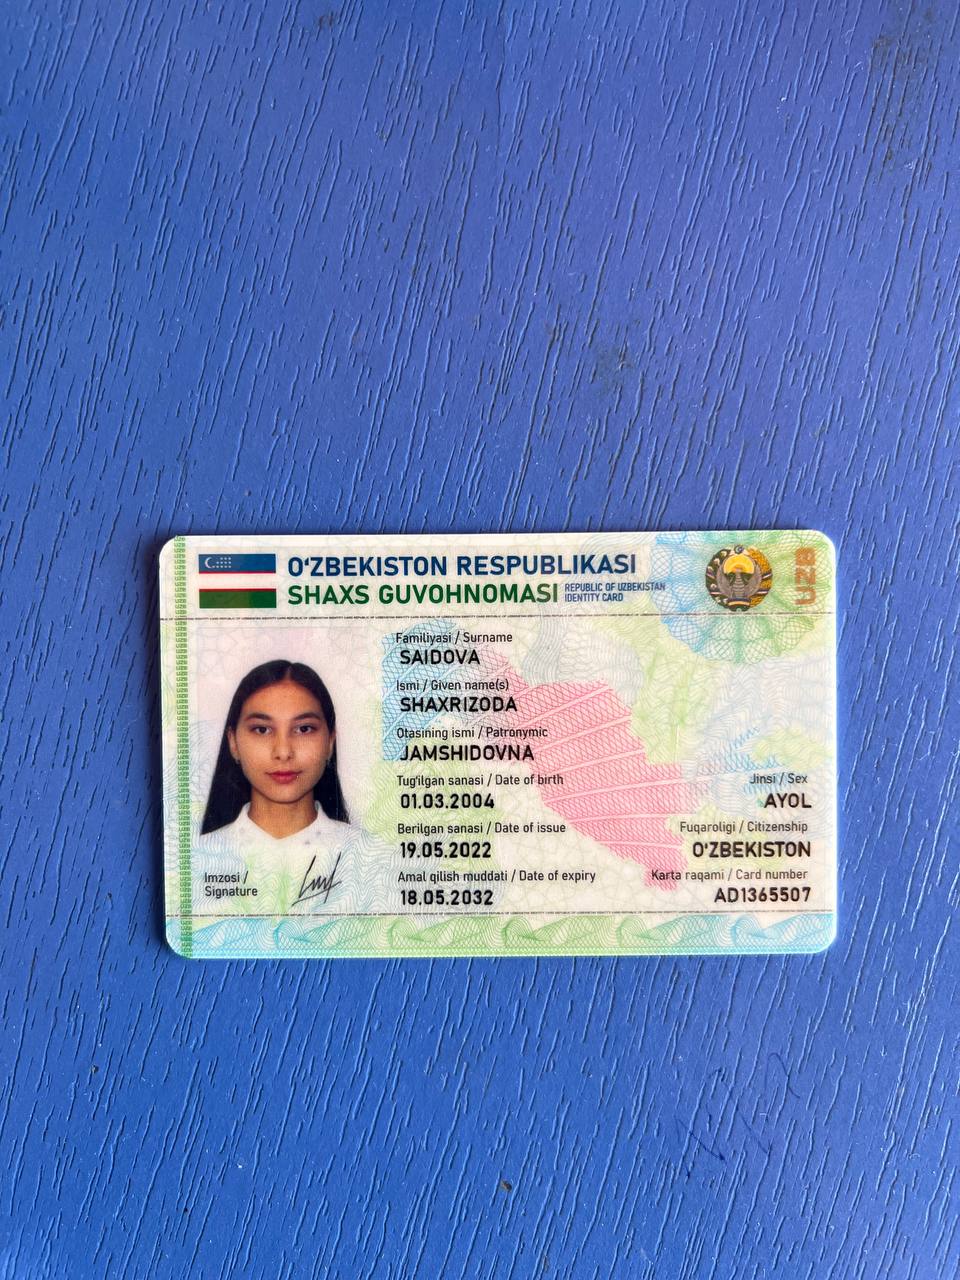 O‘ZBEKISTON RESPUBLIKASI
SHAXS GUVOHNOMASI REPUBLIC OF UZBEKISTAN
IDENTITY CARD
UZB
Familiyasi / Surname
SAIDOVA
Ismi / Given name(s)
SHAXRIZODA
Otasining ismi / Patronymic
JAMSHIDOVNA
Tug‘ilgan sanasi / Date of birth
01.03.2004
Jinsi / Sex
AYOL
Berilgan sanasi / Date of issue
19.05.2022
Fuqaroligi / Citizenship
O‘ZBEKISTON
Amal qilish muddati / Date of expiry
18.05.2032
Karta raqami / Card number
AD1365507
Imzosi /
Signature